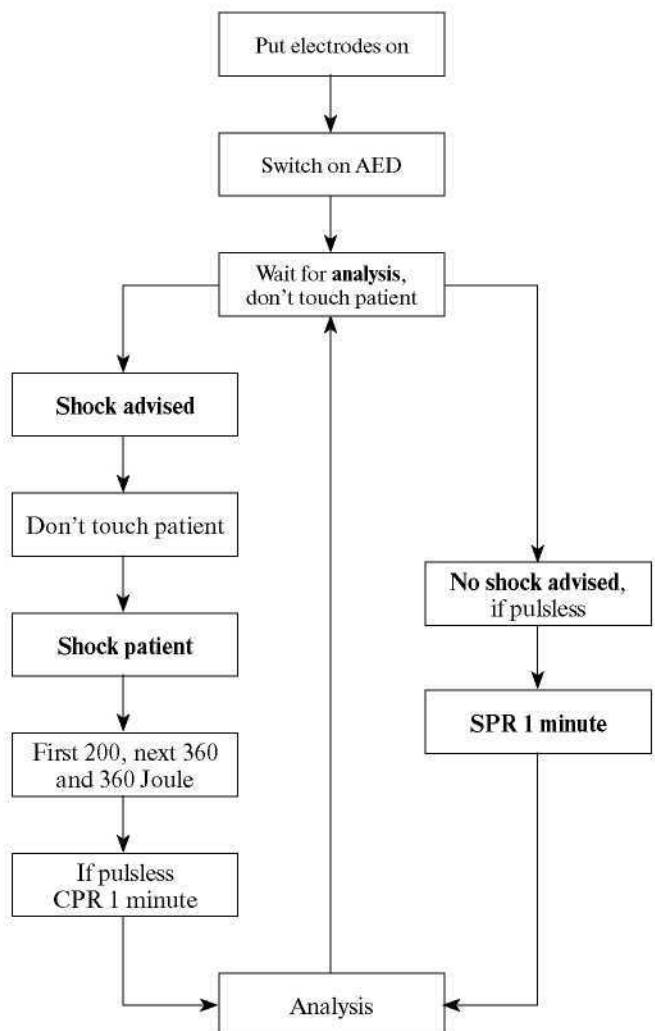 Put electrodes on
Switch on AED
Wait for analysis,
don't touch patient
Shock advised
Don't touch patient
Shock patient
First 200, next 360
and 360 Joule
If pulsless
CPR 1 minute
No shock advised,
if pulsless
SPR 1 minute
Analysis